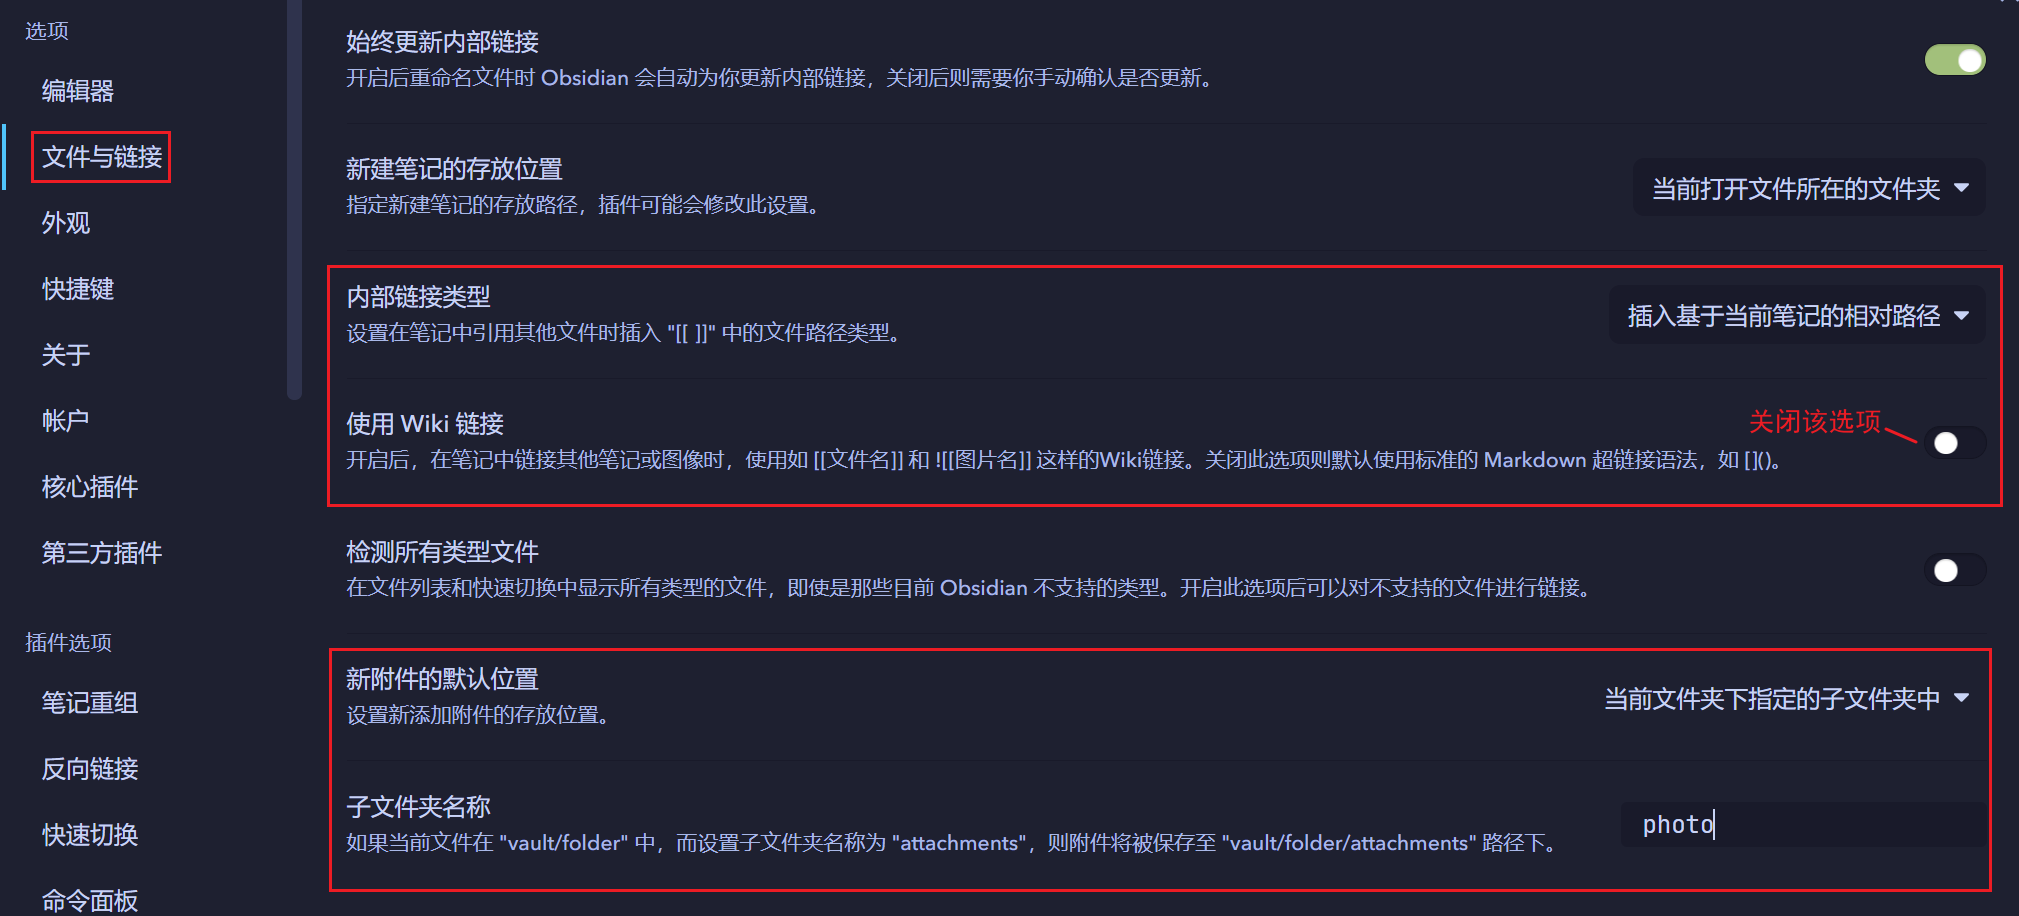 选项
编辑器
文件与链接
外观
快捷键
关于
帐户
核心插件
第三方插件
插件选项
笔记重组
反向链接
快速切换
命令面板
始终更新内部链接
开启后重命名文件时 Obsidian 会自动为你更新内部链接，关闭后则需要你手动确认是否更新。
新建笔记的存放位置
指定新建笔记的存放路径，插件可能会修改此设置。
当前打开文件所在的文件夹
内部链接类型
设置在笔记中引用其他文件时插入 "[[ ]]" 中的文件路径类型。
插入基于当前笔记的相对路径
使用 Wiki 链接
开启后，在笔记中链接其他笔记或图像时，使用如 [[文件名]] 和 ![[图片名]] 这样的Wiki链接。关闭此选项则默认使用标准的 Markdown 超链接语法，如 []()。
关闭该选项
检测所有类型文件
在文件列表和快速切换中显示所有类型的文件，即使是那些目前 Obsidian 不支持的类型。开启此选项后可以对不支持的文件进行链接。
新附件的默认位置
设置新添加附件的存放位置。
当前文件夹下指定的子文件夹中
子文件夹名称
如果当前文件在 "vault/folder" 中，而设置子文件夹名称为 "attachments"，则附件将被保存至 "vault/folder/attachments" 路径下。
photo